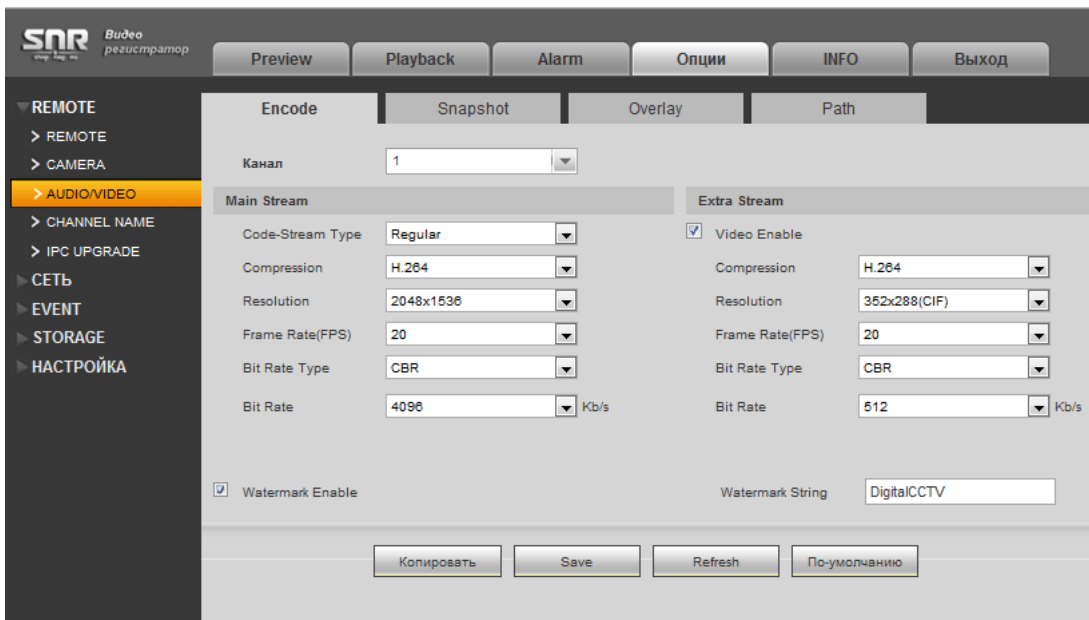 SNR Видео
регистратор
Preview Playback Alarm Опции INFO Выход
REMOTE
REMOTE
CAMERA
AUDIO/VIDEO
CHANNEL NAME
IPC UPGRADE
СЕТЬ
EVENT
STORAGE
НАСТРОЙКА
Encode Snapshot Overlay Path
Канал 1
Main Stream Extra Stream
Code-Stream Type Regular Video Enable
Compression H.264 Compression H.264
Resolution 2048x1536 Resolution 352x288(CIF)
Frame Rate(FPS) 20 Frame Rate(FPS) 20
Bit Rate Type CBR Bit Rate Type CBR
Bit Rate 4096 Kb/s Bit Rate 512 Kb/s
Watermark Enable Watermark String DigitalCCTV
Копировать Save Refresh По-умолчанию